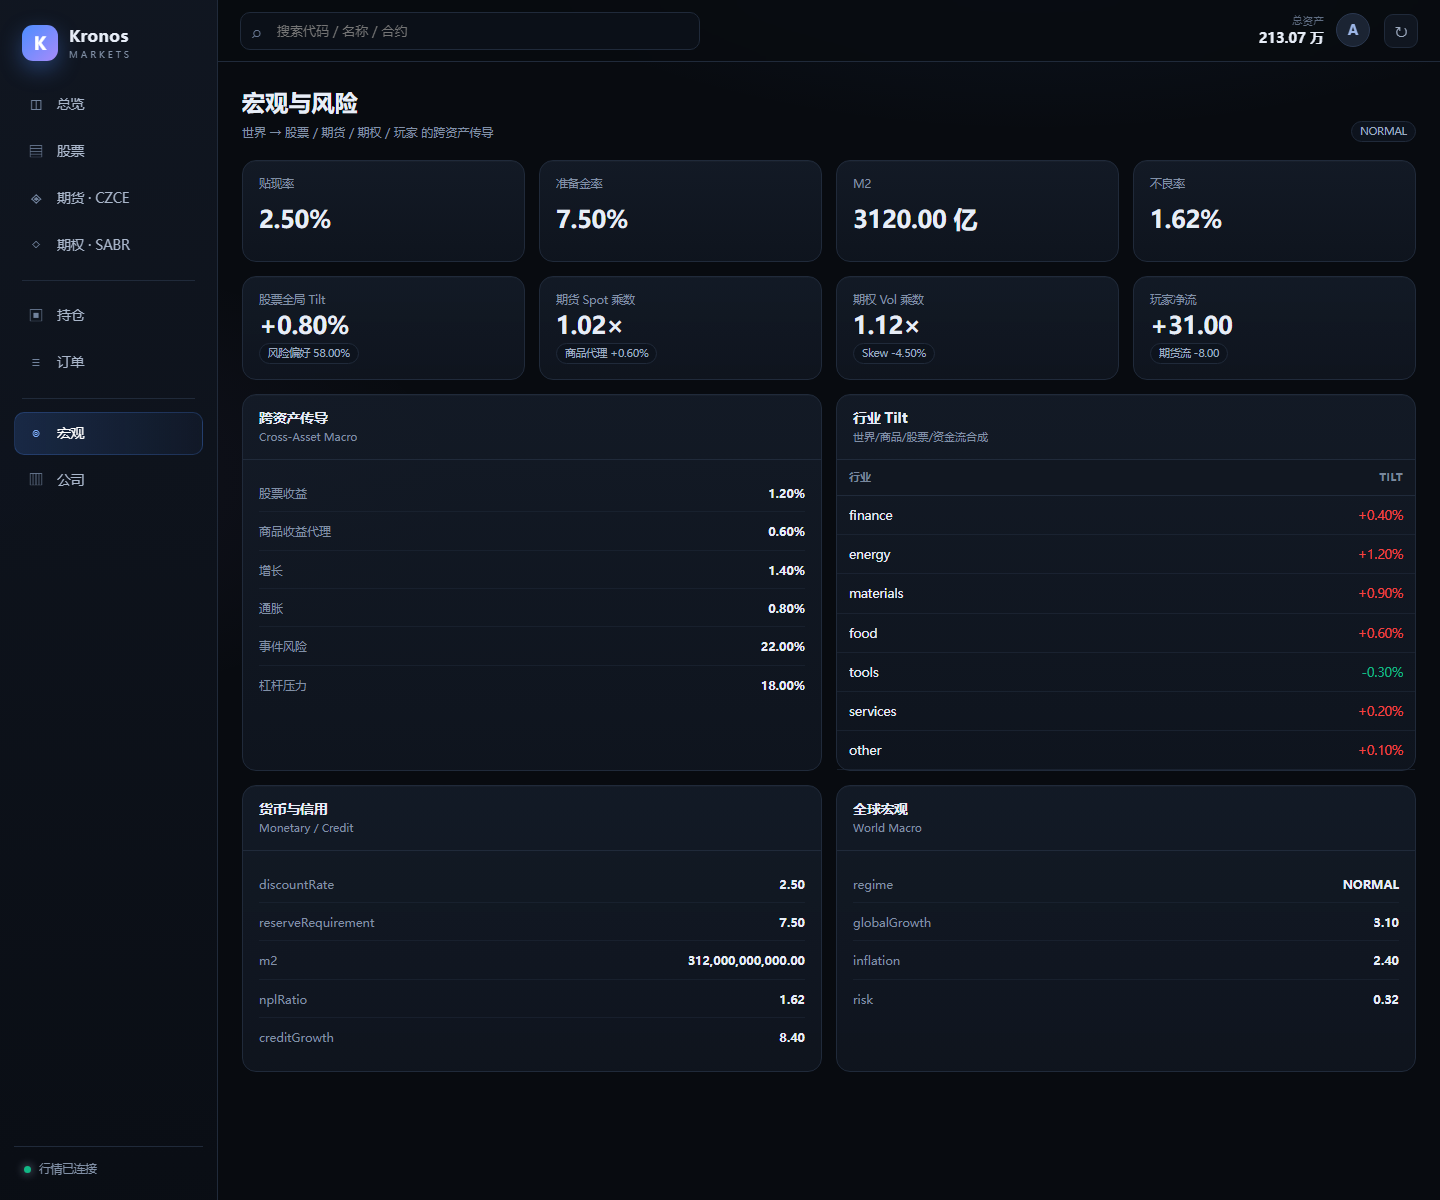 K
Kronos
MARKETS
总览
股票
期货 · CZCE
期权 · SABR
持仓
订单
宏观
公司
行情已连接
搜索代码 / 名称 / 合约
总资产
213.07 万
A
宏观与风险
世界 → 股票 / 期货 / 期权 / 玩家 的跨资产传导
NORMAL
贴现率
2.50%
准备金率
7.50%
M2
3120.00 亿
不良率
1.62%
股票全局 Tilt
+0.80%
风险偏好 58.00%
期货 Spot 乘数
1.02×
商品代理 +0.60%
期权 Vol 乘数
1.12×
Skew -4.50%
玩家净流
+31.00
期货流 -8.00
跨资产传导
Cross-Asset Macro
股票收益 1.20%
商品收益代理 0.60%
增长 1.40%
通胀 0.80%
事件风险 22.00%
杠杆压力 18.00%
行业 Tilt
世界/商品/股票/资金流合成
行业 TILT
finance +0.40%
energy +1.20%
materials +0.90%
food +0.60%
tools -0.30%
services +0.20%
other +0.10%
货币与信用
Monetary / Credit
discountRate 2.50
reserveRequirement 7.50
m2 312,000,000,000.00
nplRatio 1.62
creditGrowth 8.40
全球宏观
World Macro
regime NORMAL
globalGrowth 3.10
inflation 2.40
risk 0.32